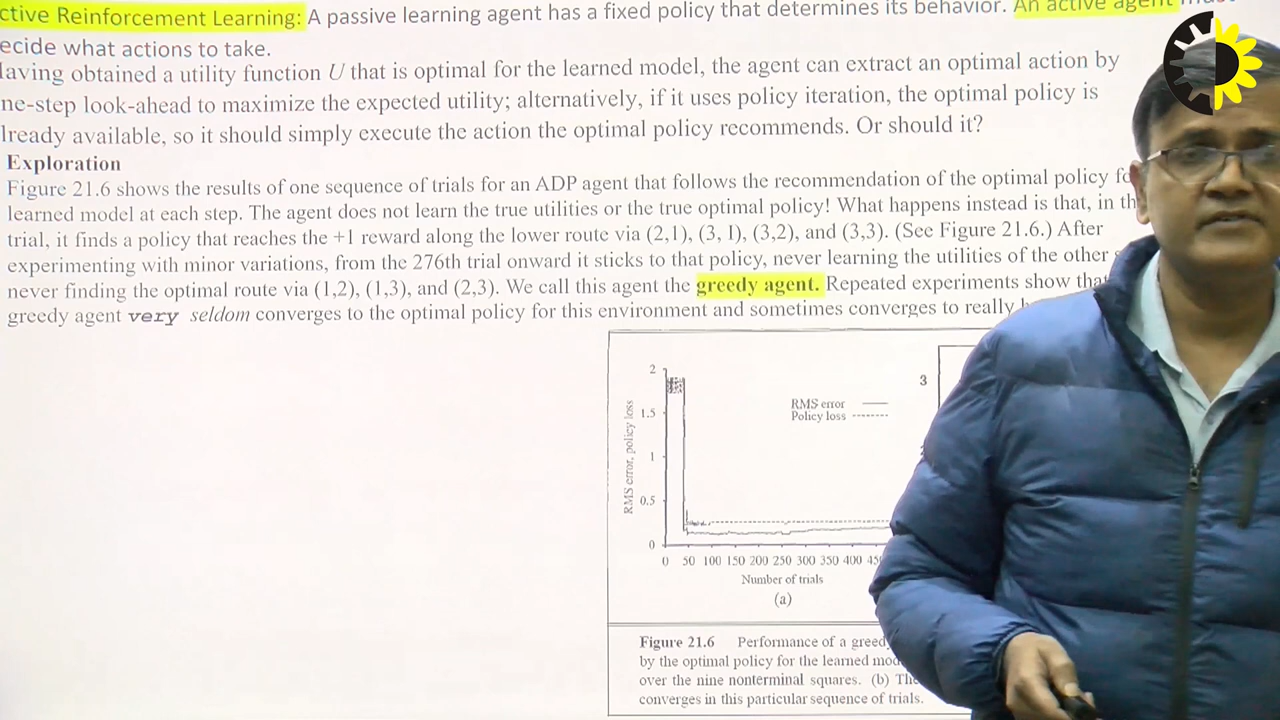 ctive Reinforcement Learning: A passive learning agent has a fixed policy that determines its behavior. An active agent must
ecide what actions to take.
aving obtained a utility function U that is optimal for the learned model, the agent can extract an optimal action by
ne-step look-ahead to maximize the expected utility; alternatively, if it uses policy iteration, the optimal policy is
lready available, so it should simply execute the action the optimal policy recommends. Or should it?
Exploration
Figure 21.6 shows the results of one sequence of trials for an ADP agent that follows the recommendation of the optimal policy fo
learned model at each step. The agent does not learn the true utilities or the true optimal policy! What happens instead is that, in th
trial, it finds a policy that reaches the +1 reward along the lower route via (2,1), (3, 1), (3,2), and (3,3). (See Figure 21.6.) After
experimenting with minor variations, from the 276th trial onward it sticks to that policy, never learning the utilities of the other
never finding the optimal route via (1,2), (1,3), and (2,3). We call this agent the greedy agent. Repeated experiments show that
greedy agent very seldom converges to the optimal policy for this environment and sometimes converges to really
RMS error, policy loss
2
1.5
1
0.5
0
RMS error
Policy loss
0 50 100 150 200 250 300 350 400 45
Number of trials
(a)
3
Figure 21.6 Performance of a greed
by the optimal policy for the learned mod
over the nine nonterminal squares. (b) Th
converges in this particular sequence of trials.